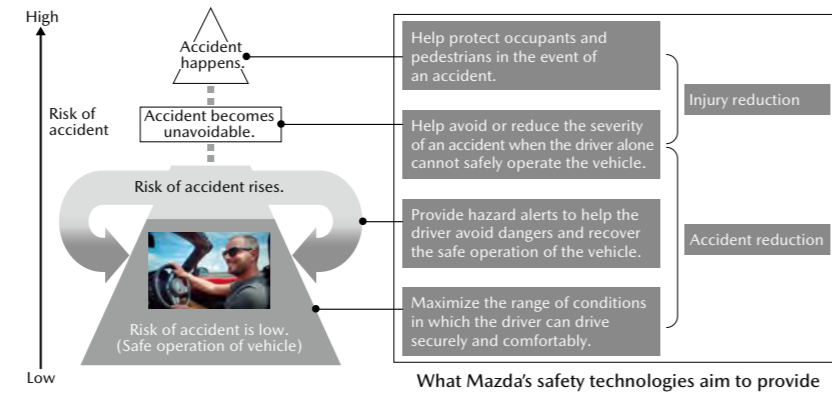 High
Risk of
accident
Low
Accident
happens.
Accident becomes
unavoidable.
Risk of accident rises.
Risk of accident is low.
(Safe operation of vehicle)
Help protect occupants and
pedestrians in the event of
an accident.
Help avoid or reduce the severity
of an accident when the driver alone
cannot safely operate the vehicle.
Provide hazard alerts to help the
driver avoid dangers and recover
the safe operation of the vehicle.
Maximize the range of conditions
in which the driver can drive
securely and comfortably.
Injury reduction
Accident reduction
What Mazda’s safety technologies aim to provide